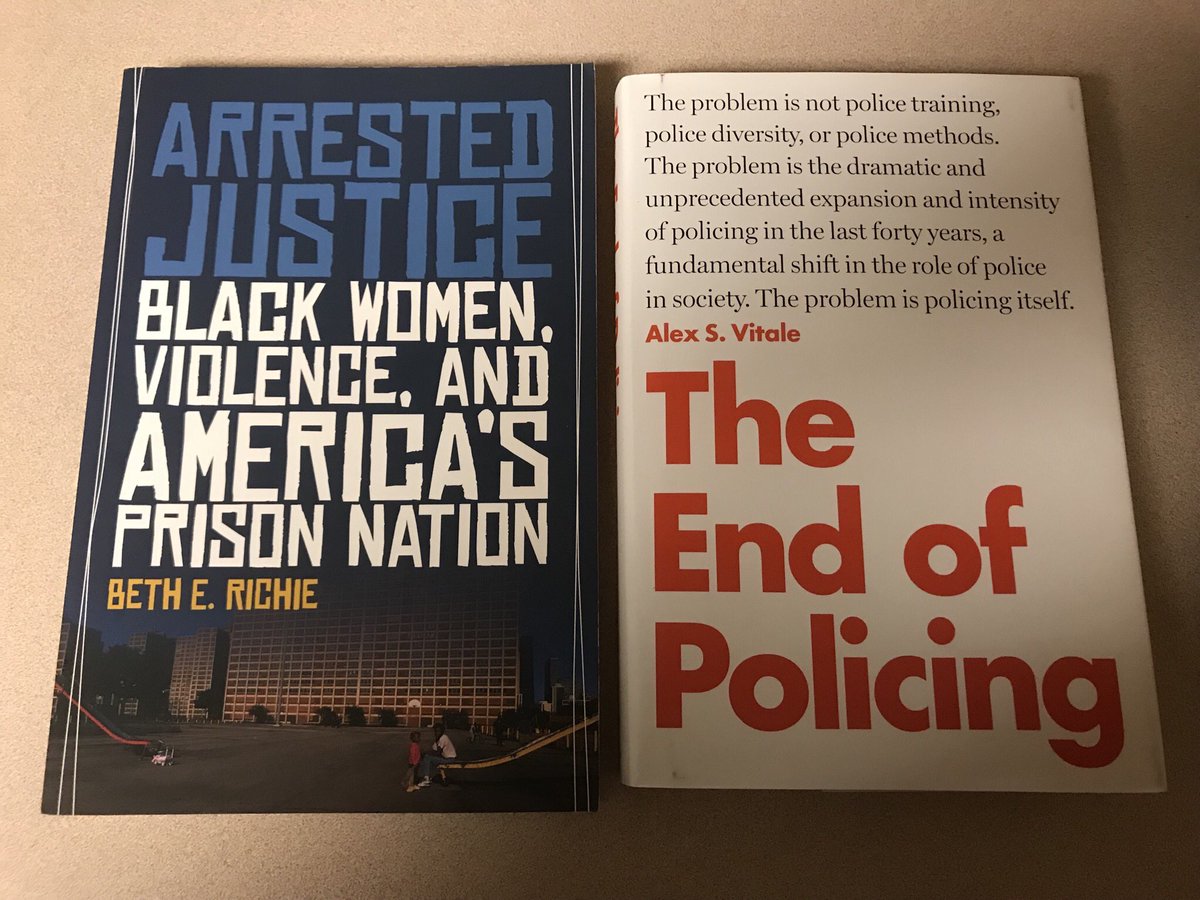 ARRESTED
JUSTICE
BLACK WOMEN,
VIOLENCE, AND
AMERICA'S
PRISON NATION
BETH E. RICHIE
The problem is not police training,
police diversity, or police methods.
The problem is the dramatic and
unprecedented expansion and intensity
of policing in the last forty years, a
fundamental shift in the role of police
in society. The problem is policing itself.
Alex S. Vitale
The
End of
Policing